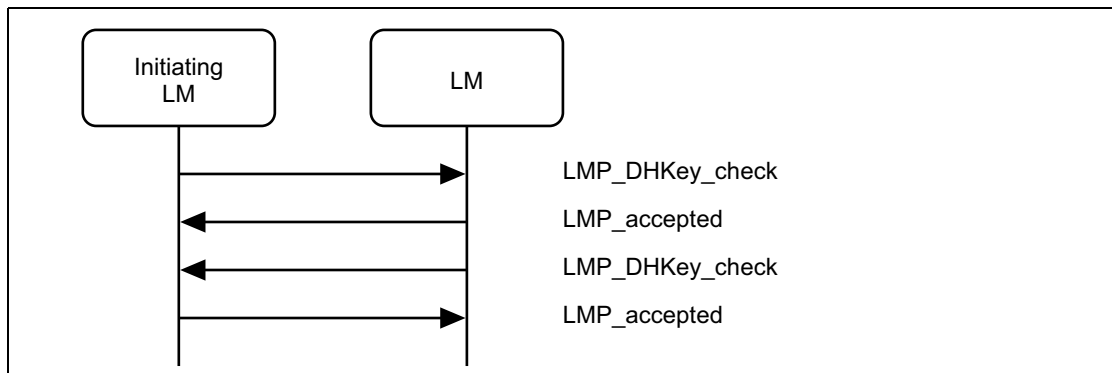 Initiating
LM
LM
LMP_DHKey_check
LMP_accepted
LMP_DHKey_check
LMP_accepted